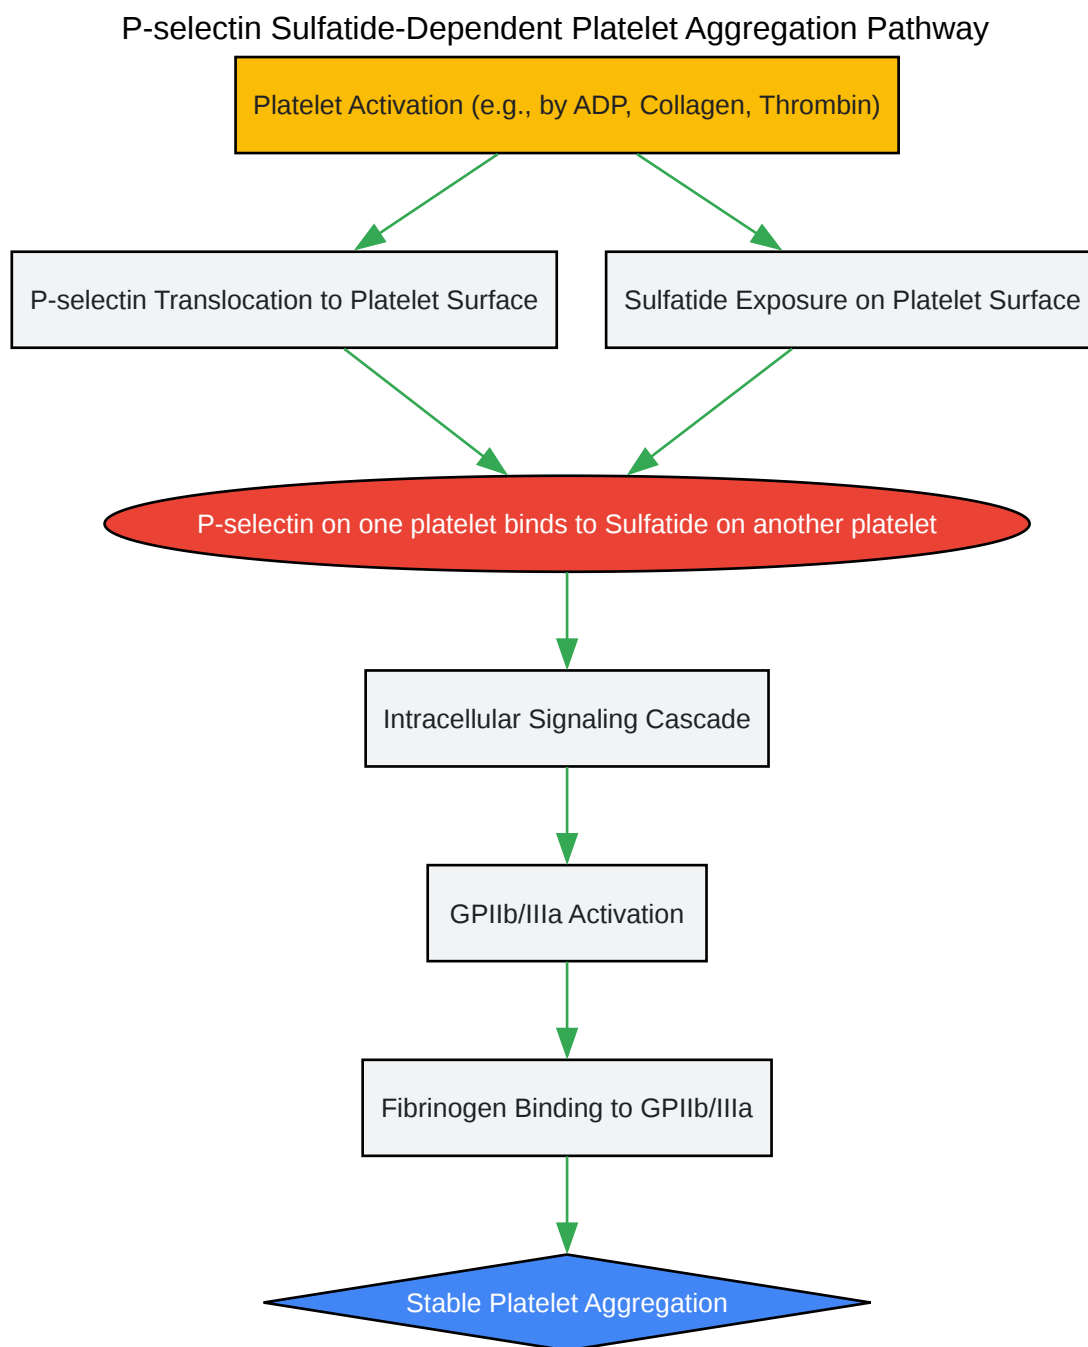 P-selectin Sulfatide-Dependent Platelet Aggregation Pathway
Platelet Activation (e.g., by ADP, Collagen, Thrombin)
P-selectin Translocation to Platelet Surface
Sulfatide Exposure on Platelet Surface
P-selectin on one platelet binds to Sulfatide on another platelet
Intracellular Signaling Cascade
GPIIb/IIIa Activation
Fibrinogen Binding to GPIIb/IIIa
Stable Platelet Aggregation